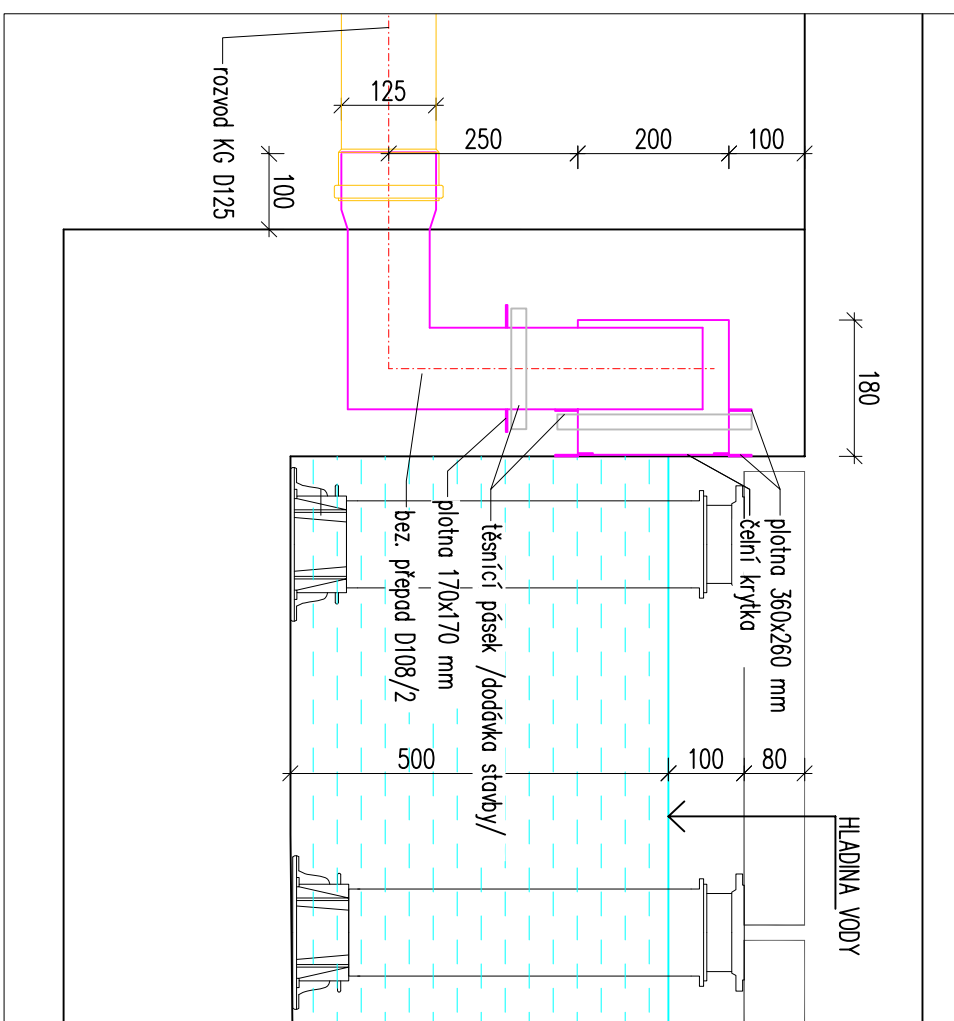 125
250
200
100
rozvod KG D125
100
180
plotna 360x260 mm
čelní krytka
těsnící pásek /dodávka stavby/
plotna 170x170 mm
bez. přepad D108/2
500
100
80
HLADINA VODY